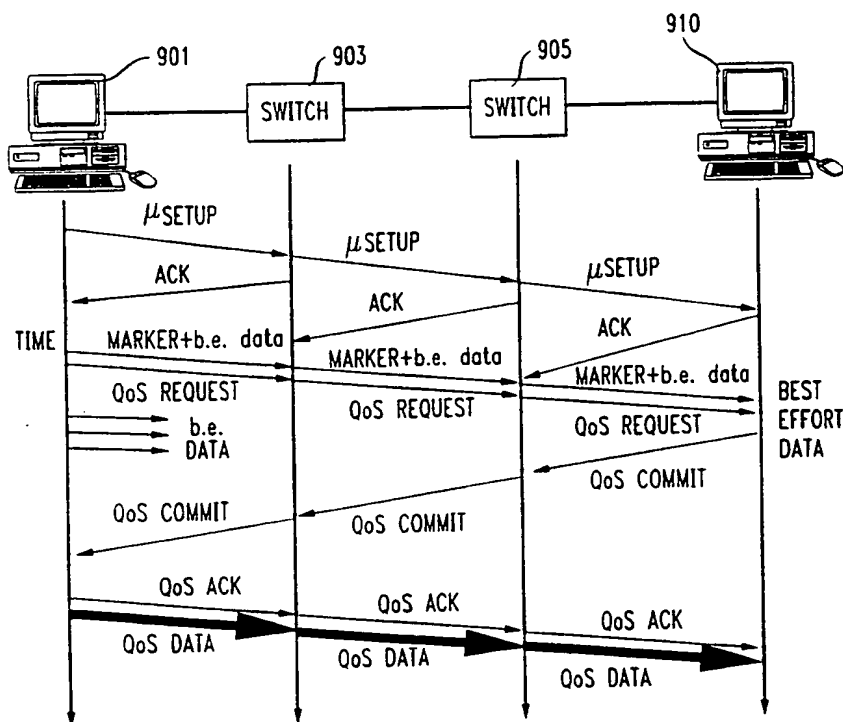 901
903
905
910
SWITCH
SWITCH
μSETUP
μSETUP
μSETUP
ACK
ACK
ACK
TIME
MARKER+b.e. data
MARKER+b.e. data
MARKER+b.e. data
QoS REQUEST
QoS REQUEST
QoS REQUEST
b.e.
DATA
BEST
EFFORT
DATA
QoS COMMIT
QoS COMMIT
QoS COMMIT
QoS ACK
QoS ACK
QoS ACK
QoS DATA
QoS DATA
QoS DATA